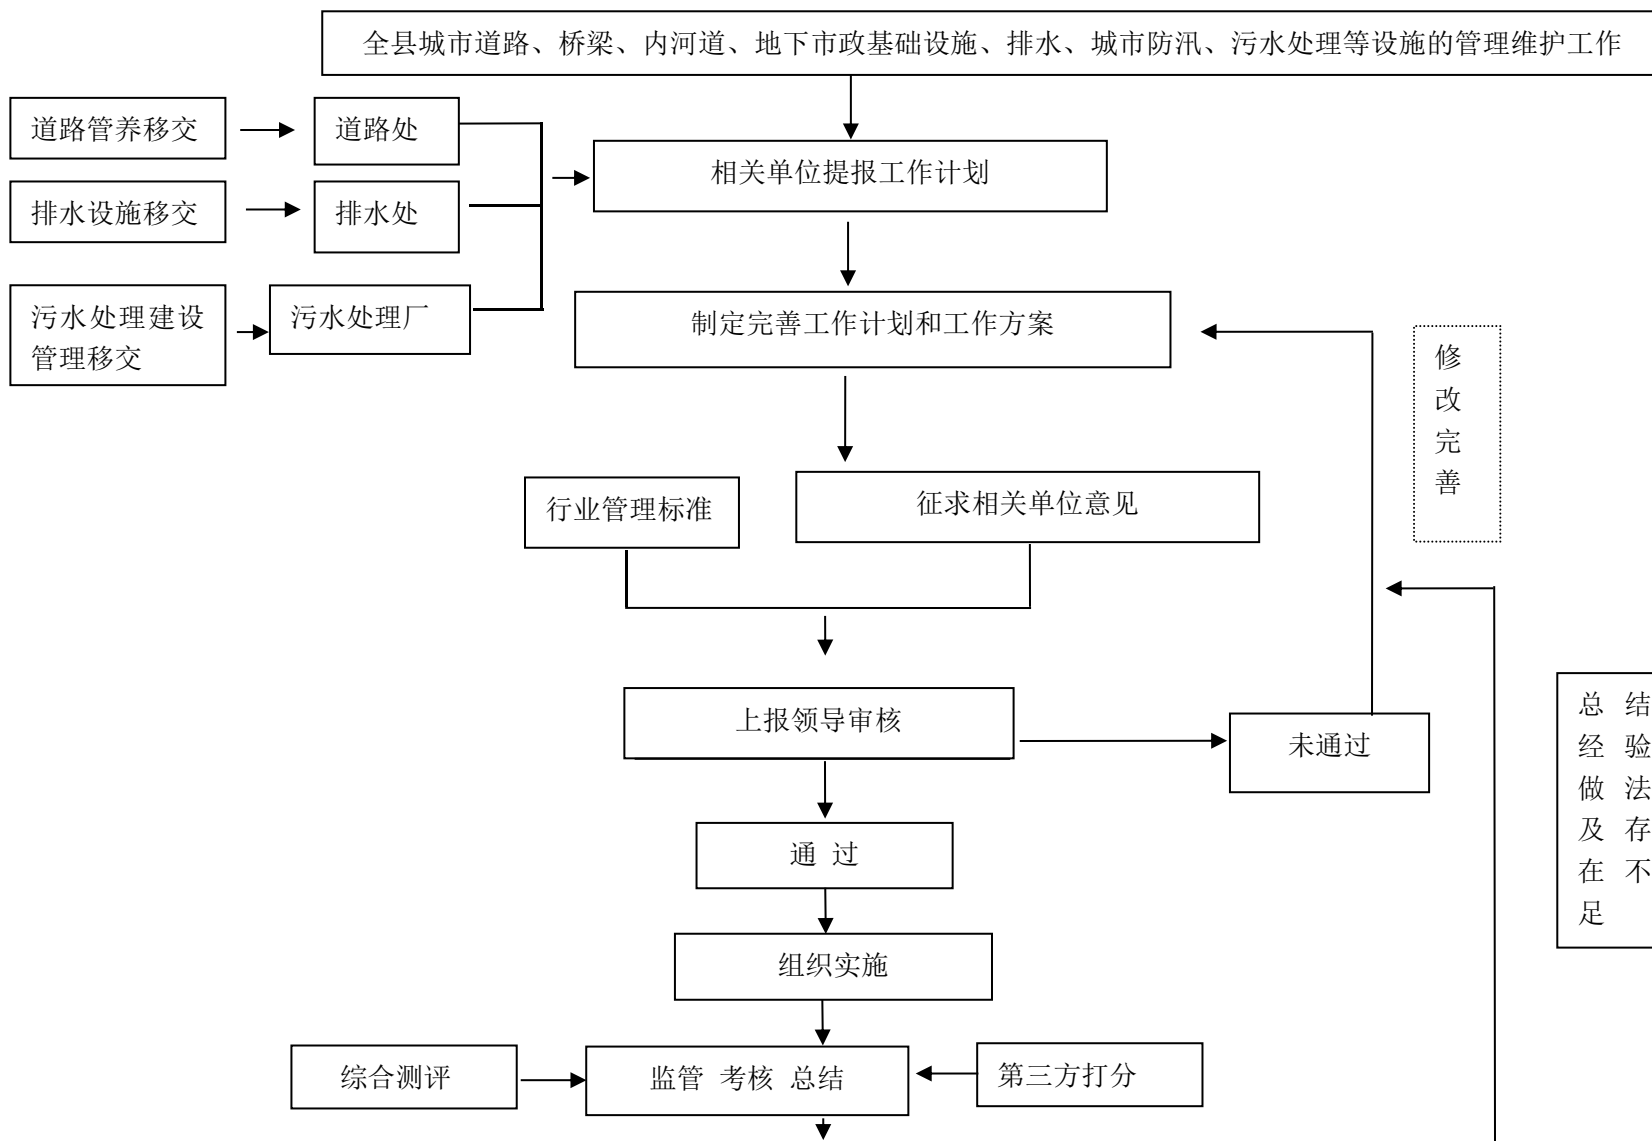 全县城市道路、桥梁、内河道、地下市政基础设施、排水、城市防汛、污水处理等设施的管理维护工作
道路管养移交
道路处
相关单位提报工作计划
排水设施移交
排水处
污水处理建设
管理移交
污水处理厂
制定完善工作计划和工作方案
修
改
完
善
行业管理标准
征求相关单位意见
上报领导审核
未通过
总 结
经 验
做 法
及 存
在 不
足
通 过
组织实施
综合测评
监管 考核 总结
第三方打分